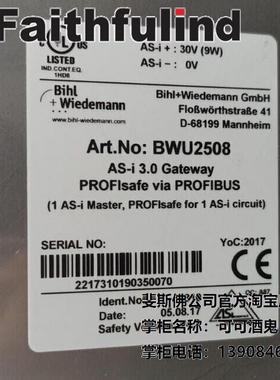 Faithfulind
LISTED
IND.CONT.EQ.
1HD8
AS-i + : 30V (9W)
AS-i – : 0V
Bihl
+ Wiedemann
Bihl+Wiedemann GmbH
Floßwörthstraße 41
D-68199 Mannheim
www.bihl-wiedemann.de
Art.No: BWU2508
AS-i 3.0 Gateway
PROFIsafe via PROFIBUS
(1 AS-i Master, PROFIsafe for 1 AS-i circuit)
SERIAL NO:
YoC:2017
2217310190350070
Ident.No
Date
05.08.17
Safety V
斐斯佛公司官方淘宝
掌柜名称：可可酒鬼
掌柜电话：1390846